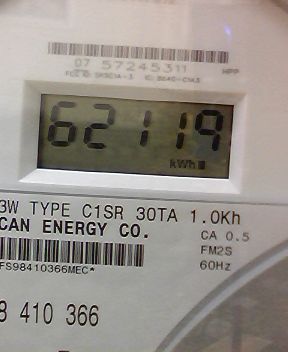 07 57245311 HPP
62119
kWh
3W TYPE C1SR 30TA 1.0Kh
CAN ENERGY CO.
CA 0.5
FM2S
60Hz
FS98410366MEC*
8 410 366